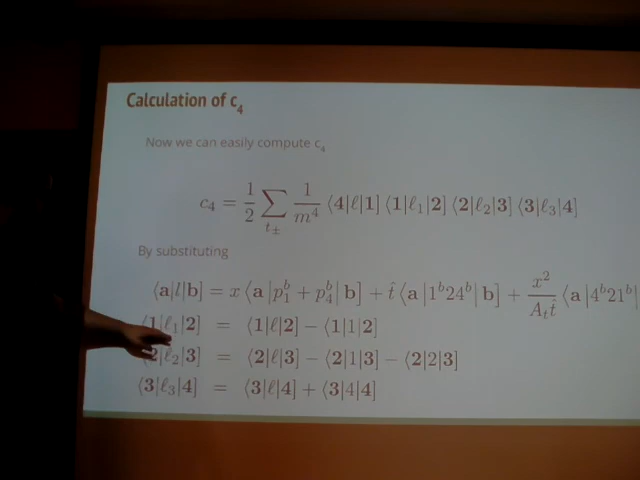 Calculation of c₄
Now we can easily compute c₄
c₄ = 1/2 ∑_{t±} 1/m⁴ ⟨4|ℓ|1] ⟨1|ℓ₁|2] ⟨2|ℓ₂|3] ⟨3|ℓ₃|4]
By substituting
⟨a|l|b] = x ⟨a |p₁ᵇ + p₄ᵇ| b] + t̂ ⟨a |1ᵇ24ᵇ| b] + x²/(A_t t̂) ⟨a |4ᵇ21ᵇ|
⟨1|ℓ₁|2] = ⟨1|ℓ|2] − ⟨1|1|2]
⟨2|ℓ₂|3] = ⟨2|ℓ|3] − ⟨2|1|3] − ⟨2|2|3]
⟨3|ℓ₃|4] = ⟨3|ℓ|4] + ⟨3|4|4]